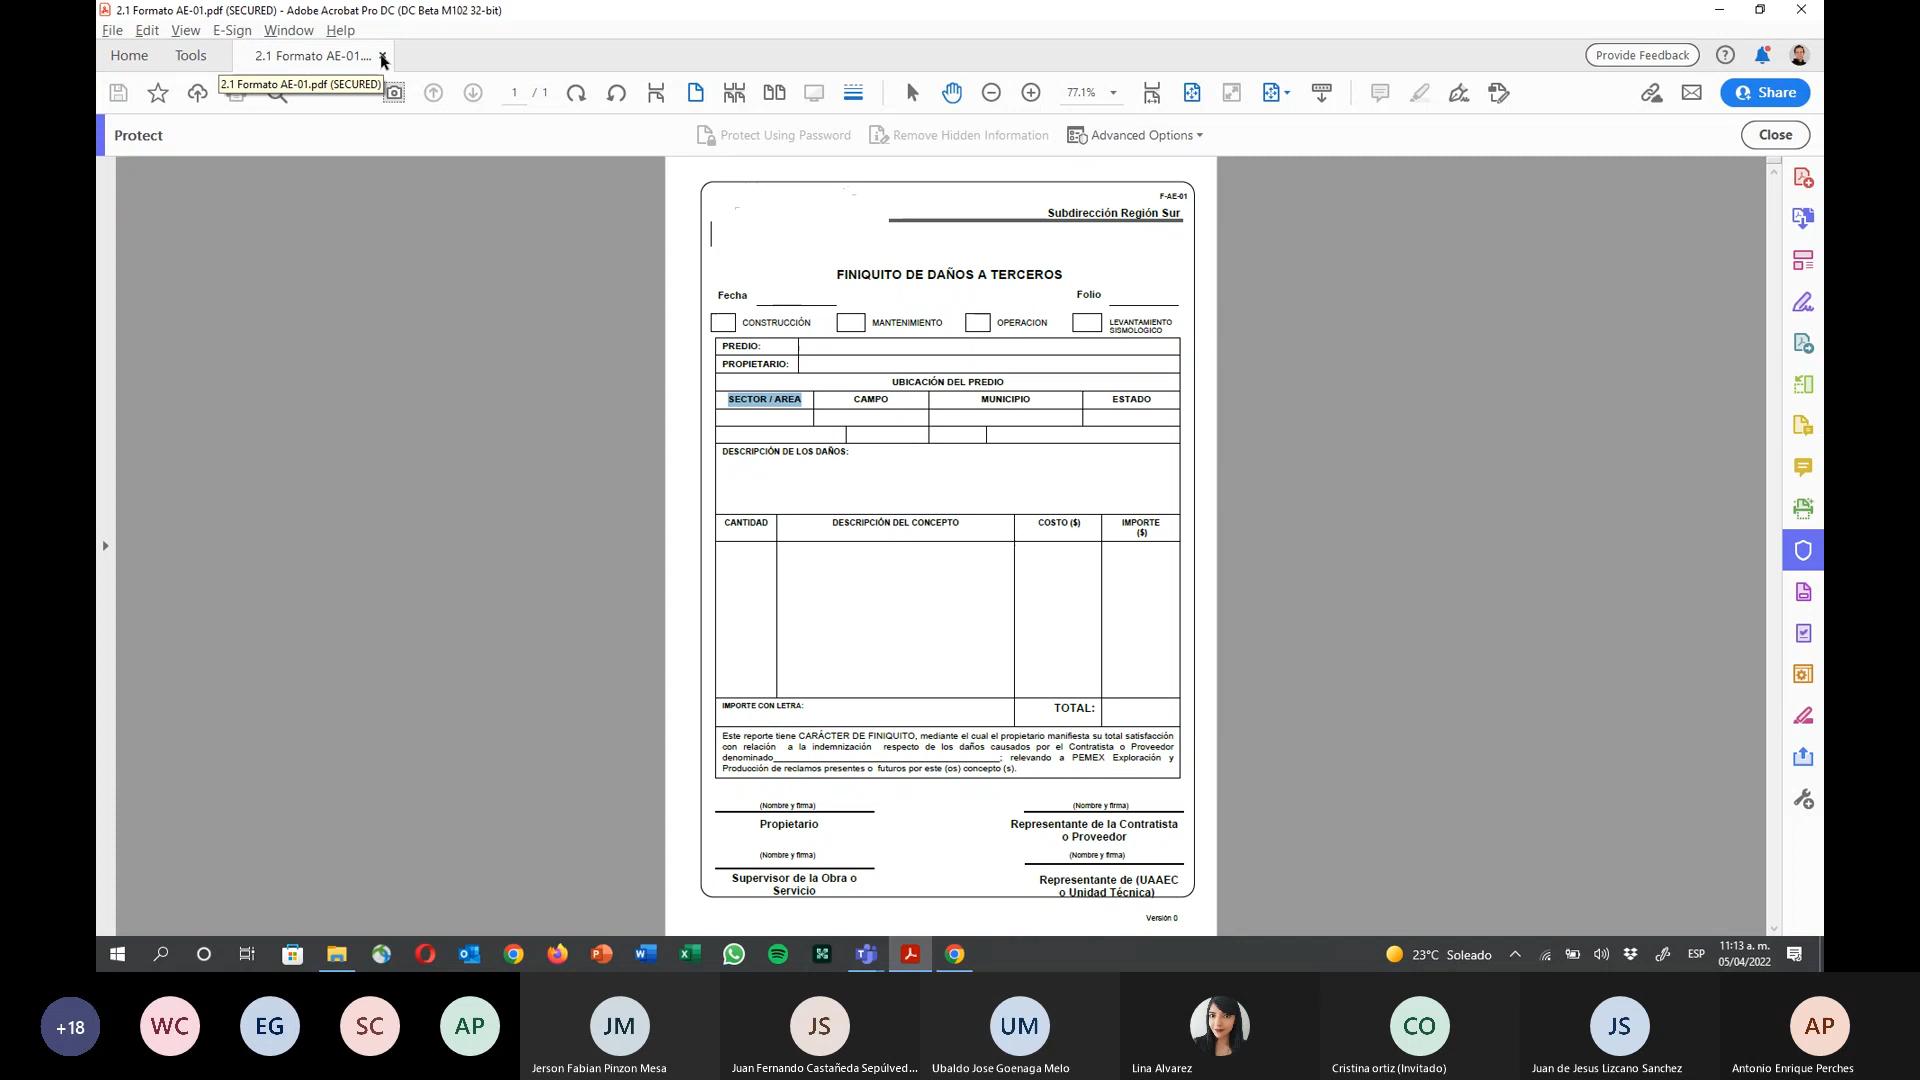 2.1 Formato AE-01.pdf (SECURED) - Adobe Acrobat Pro DC (DC Beta M102 32-bit)
File Edit View E-Sign Window Help
Home Tools 2.1 Formato AE-01....
Provide Feedback
2.1 Formato AE-01.pdf (SECURED)
1 / 1
77.1%
Share
Protect
Protect Using Password Remove Hidden Information Advanced Options
Close
F-AE-01
Subdirección Región Sur
FINIQUITO DE DAÑOS A TERCEROS
Fecha
Folio
CONSTRUCCIÓN MANTENIMIENTO OPERACION LEVANTAMIENTO
SISMOLOGICO
PREDIO:
PROPIETARIO:
UBICACIÓN DEL PREDIO
SECTOR / AREA CAMPO MUNICIPIO ESTADO
DESCRIPCIÓN DE LOS DAÑOS:
CANTIDAD DESCRIPCIÓN DEL CONCEPTO COSTO ($) IMPORTE
($)
IMPORTE CON LETRA: TOTAL:
Este reporte tiene CARÁCTER DE FINIQUITO, mediante el cual el propietario manifiesta su total satisfacción
con relación a la indemnización respecto de los daños causados por el Contratista o Proveedor
denominado______________________________; relevando a PEMEX Exploración y
Producción de reclamos presentes o futuros por este (os) concepto (s).
(Nombre y firma) (Nombre y firma)
Propietario Representante de la Contratista
o Proveedor
(Nombre y firma) (Nombre y firma)
Supervisor de la Obra o Representante de (UAAEC
Servicio o Unidad Técnica)
Versión 0
23°C Soleado
ESP
11:13 a. m.
05/04/2022
+18 WC EG SC AP JM JS UM CO JS AP
Jerson Fabian Pinzon Mesa
Juan Fernando Castañeda Sepúlved...
Ubaldo Jose Goenaga Melo
Lina Alvarez
Cristina ortiz (Invitado)
Juan de Jesus Lizcano Sanchez
Antonio Enrique Perches